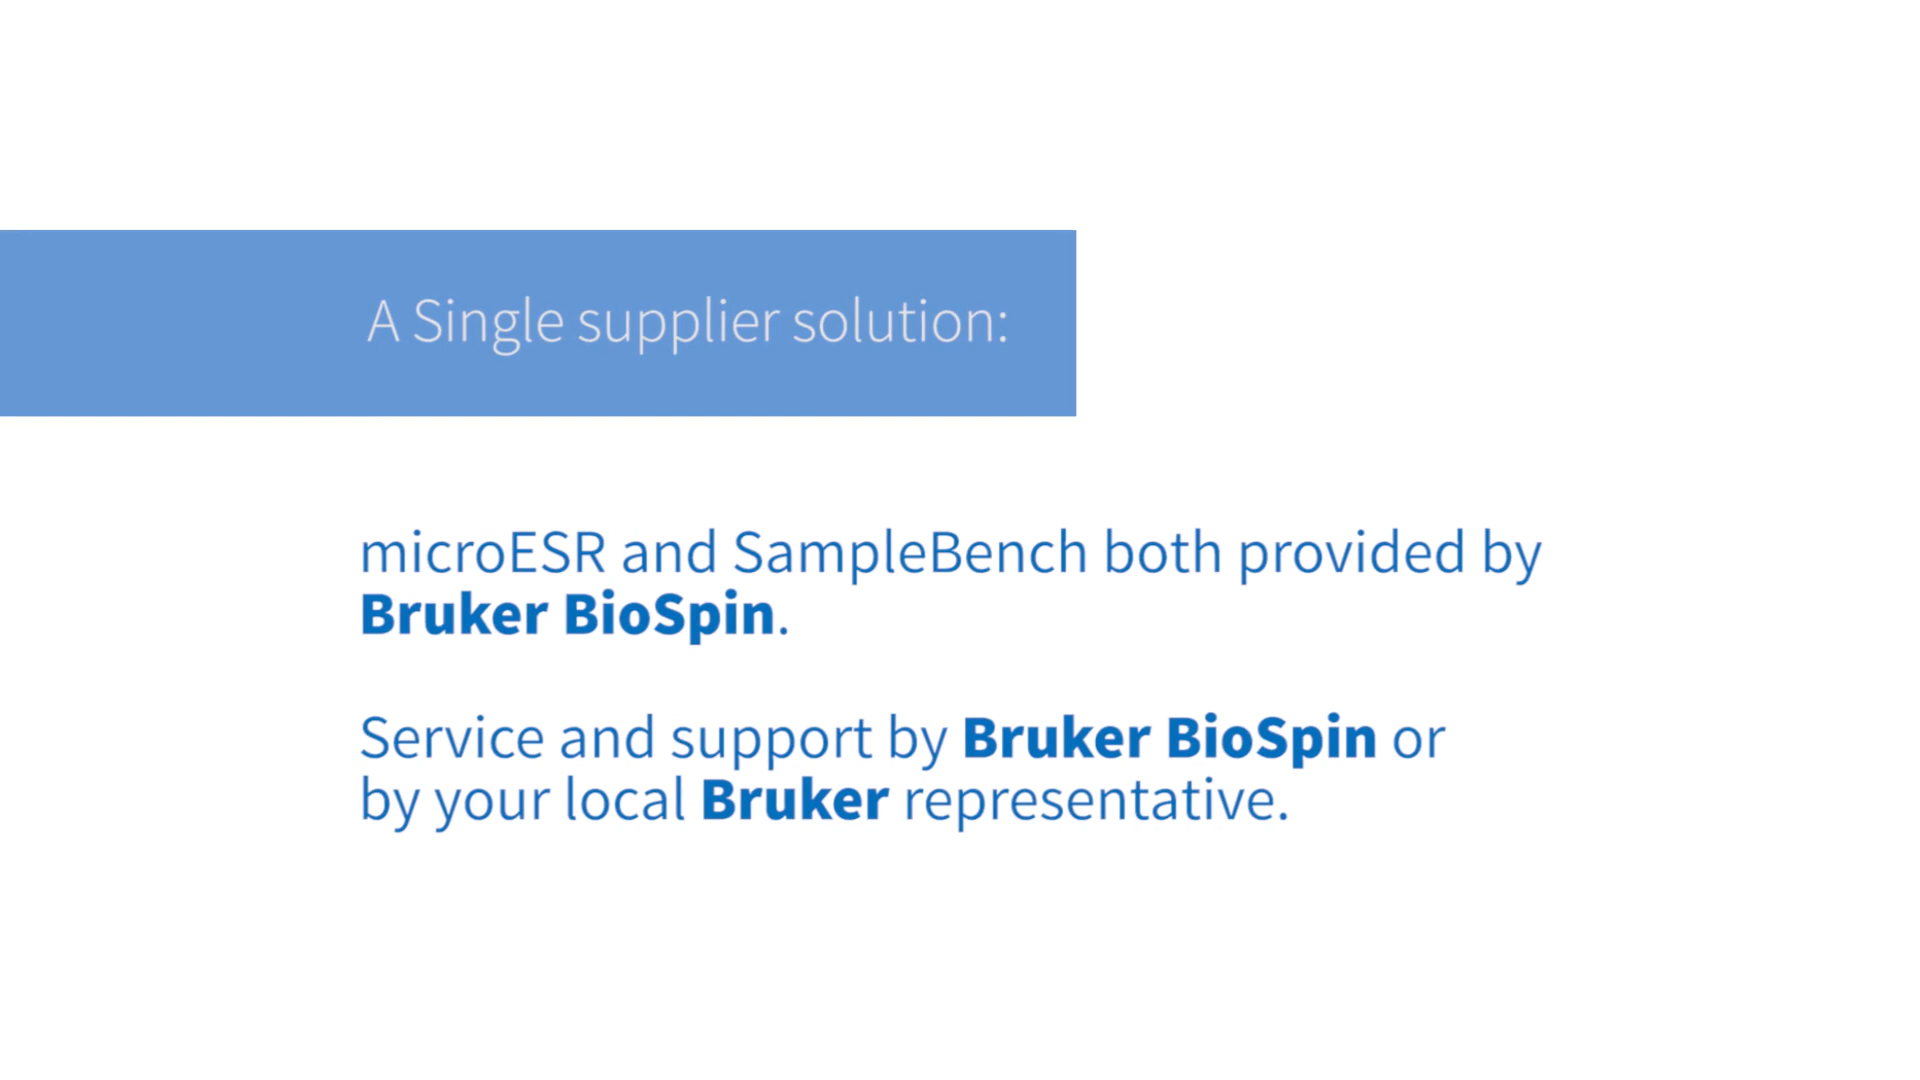 A Single supplier solution:
microESR and SampleBench both provided by
Bruker BioSpin.
Service and support by Bruker BioSpin or
by your local Bruker representative.